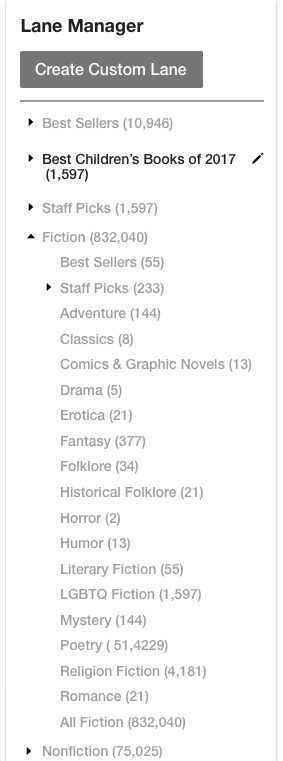 Lane Manager
Create Custom Lane
Best Sellers (10,946)
Best Children's Books of 2017
(1,597)
Staff Picks (1,597)
Fiction (832,040)
Best Sellers (55)
Staff Picks (233)
Adventure (144)
Classics (8)
Comics & Graphic Novels (13)
Drama (5)
Erotica (21)
Fantasy (377)
Folklore (34)
Historical Folklore (21)
Horror (2)
Humor (13)
Literary Fiction (55)
LGBTQ Fiction (1,597)
Mystery (144)
Poetry ( 51,4229)
Religion Fiction (4,181)
Romance (21)
All Fiction (832,040)
Nonfiction (75,025)